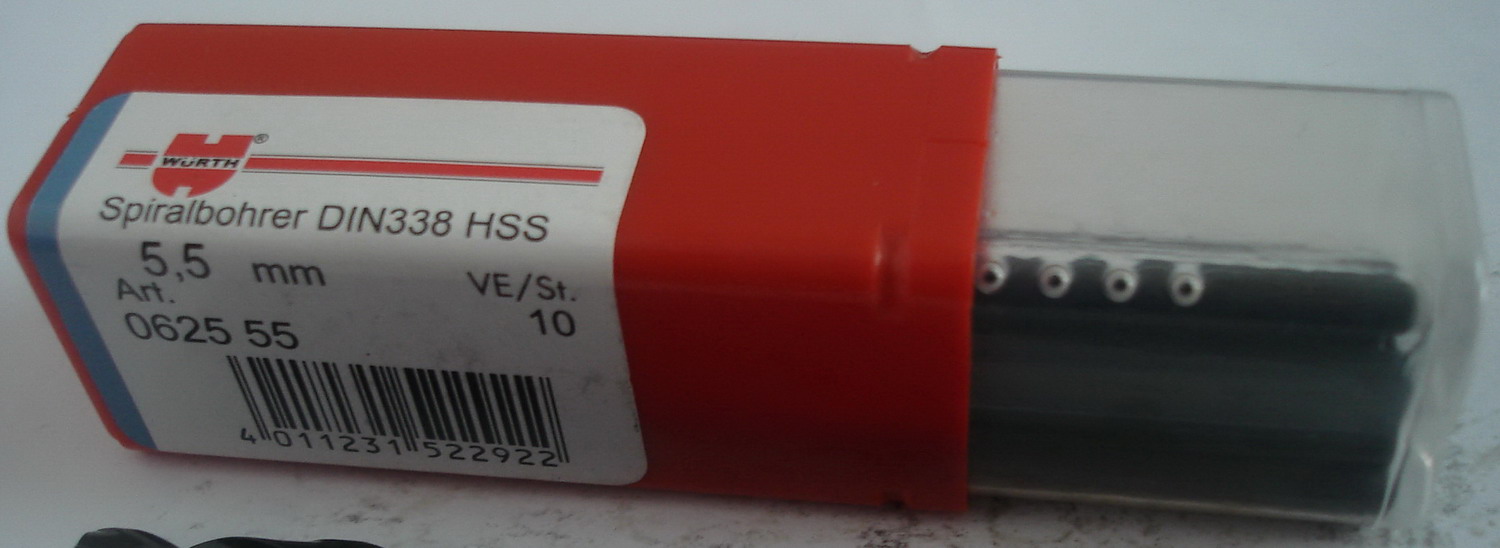 WÜRTH®
Spiralbohrer DIN338 HSS
5,5 mm
Art. VE/St.
0625 55 10
4 011231 522922